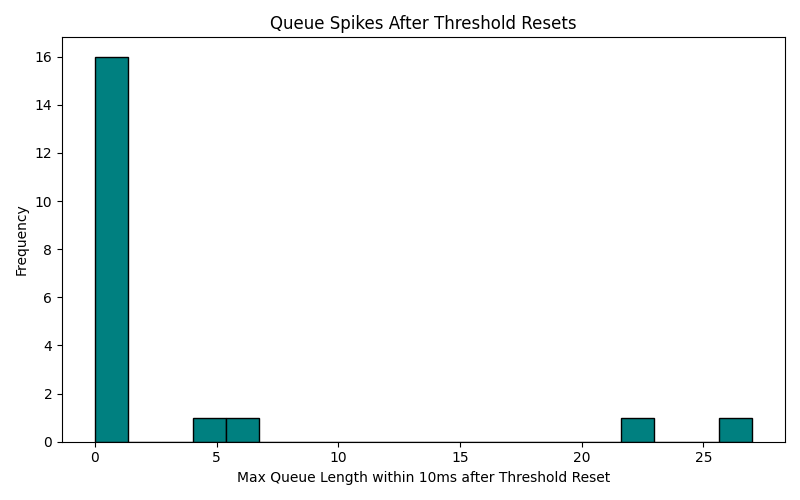 Queue Spikes After Threshold Resets
Frequency
16
14
12
10
8
6
4
2
0
0 5 10 15 20 25
Max Queue Length within 10ms after Threshold Reset